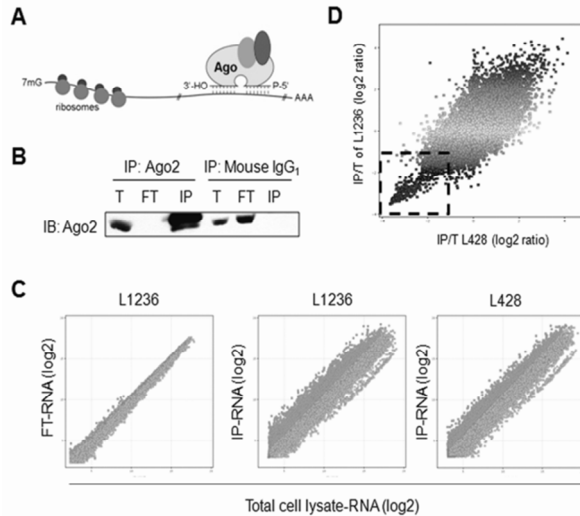 A
7mG
ribosomes
Ago
3'-HO
P-5'
AAA
B
IP: Ago2
IP: Mouse IgG1
T
FT
IP
T
FT
IP
IB: Ago2
C
L1236
FT-RNA (log2)
L1236
IP-RNA (log2)
L428
IP-RNA (log2)
Total cell lysate-RNA (log2)
D
IP/T of L1236 (log2 ratio)
IP/T L428 (log2 ratio)